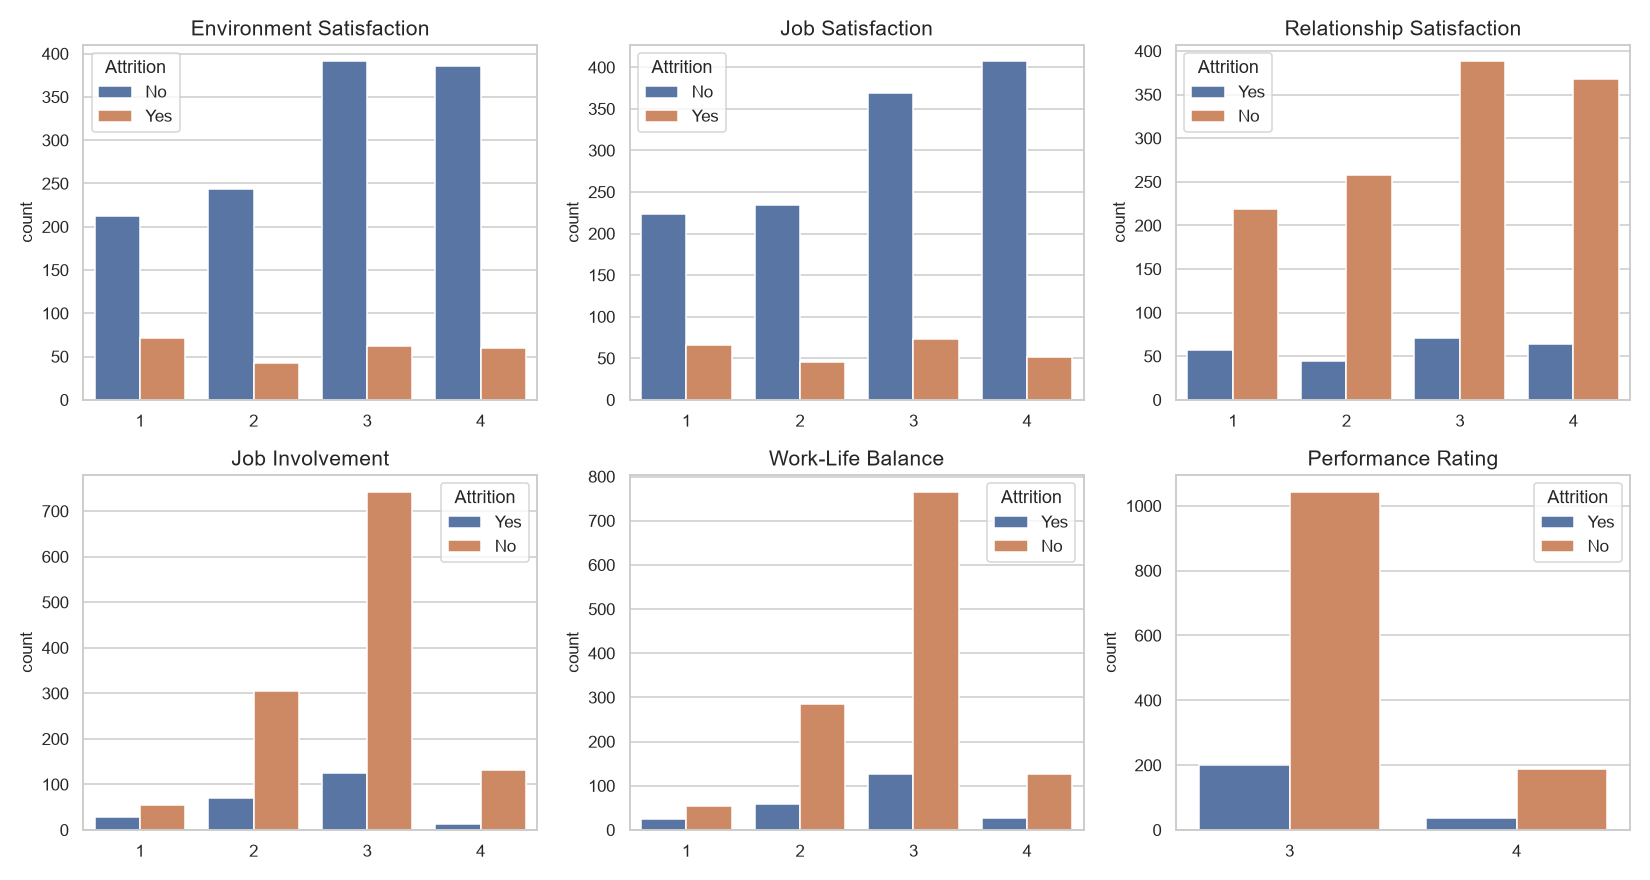 Environment Satisfaction
400
350
300
250
200
150
100
50
0
count
Attrition
No
Yes
1 2 3 4
Job Satisfaction
400
350
300
250
200
150
100
50
0
count
Attrition
No
Yes
1 2 3 4
Relationship Satisfaction
400
350
300
250
200
150
100
50
0
count
Attrition
Yes
No
1 2 3 4
Job Involvement
700
600
500
400
300
200
100
0
count
Attrition
Yes
No
1 2 3 4
Work-Life Balance
800
700
600
500
400
300
200
100
0
count
Attrition
Yes
No
1 2 3 4
Performance Rating
1000
800
600
400
200
0
count
Attrition
Yes
No
3 4